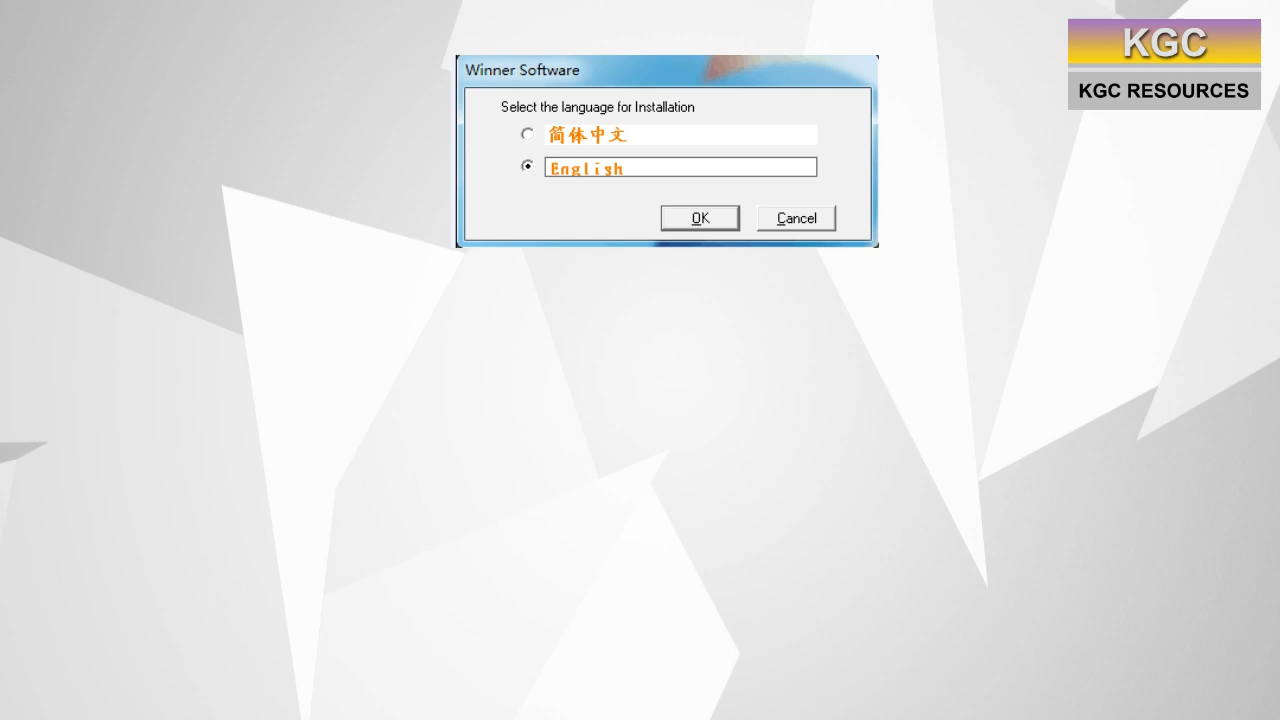 KGC
KGC RESOURCES
Winner Software
Select the language for Installation
简体中文
English
OK
Cancel